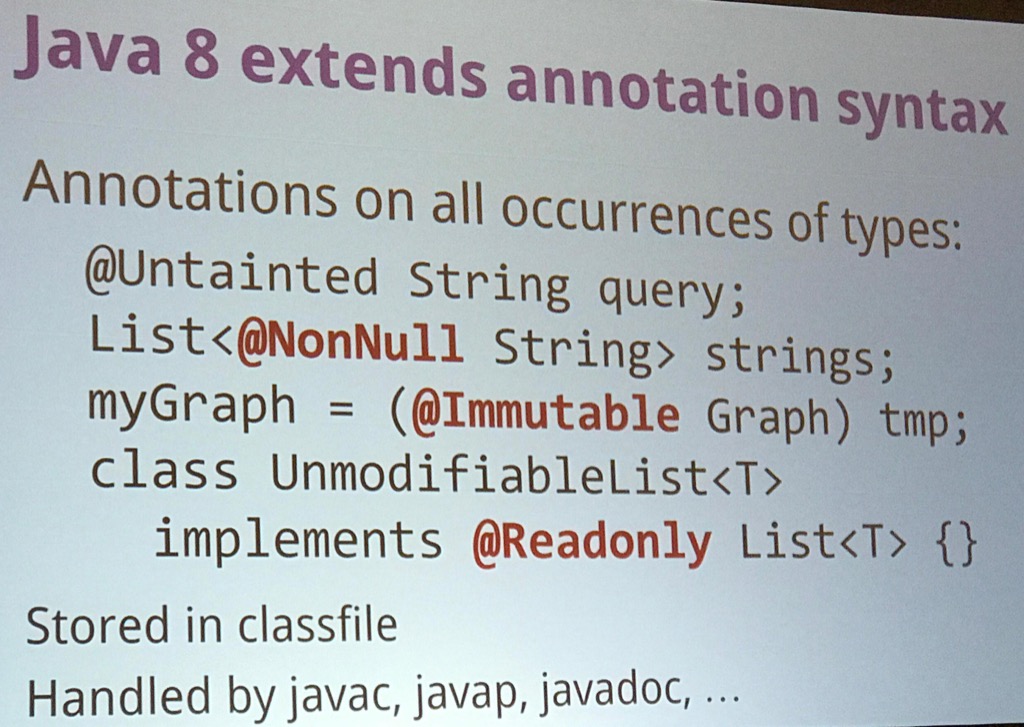 Java 8 extends annotation syntax
Annotations on all occurrences of types:
@Untainted String query;
List<@NonNull String> strings;
myGraph = (@Immutable Graph) tmp;
class UnmodifiableList<T>
implements @Readonly List<T> {}
Stored in classfile
Handled by javac, javap, javadoc, ...